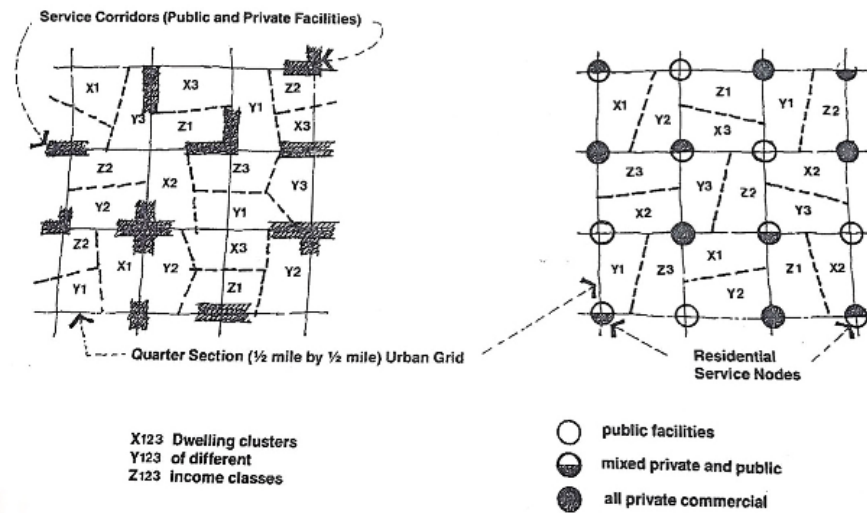 Service Corridors (Public and Private Facilities)
X1
Y3
X3
Z1
Y1
Z2
X3
Z2
Y2
X2
Z3
Y1
Y3
Z2
Y1
X1
Y2
X3
Z1
Y2
X1
Y2
Z1
X3
Y1
Z2
Z3
X2
Y3
Z2
X2
Y3
Y1
Z3
X1
Y2
Z1
X2
Quarter Section (½ mile by ½ mile) Urban Grid
Residential
Service Nodes
X123 Dwelling clusters
Y123 of different
Z123 income classes
public facilities
mixed private and public
all private commercial